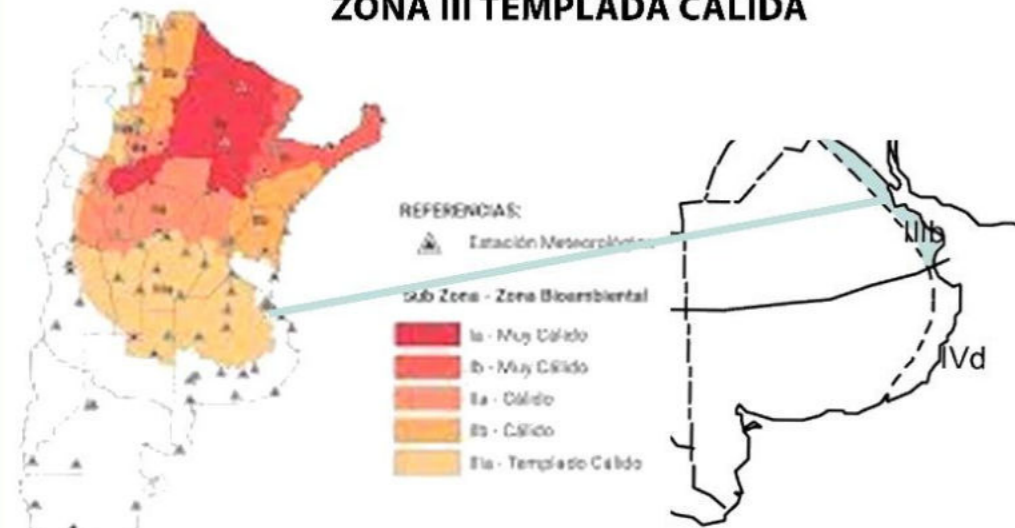 ZONA III TEMPLADA CALIDA
REFERENCIAS:
Estación Meteorológica
Sub Zona - Zona Bioambiental
Ia - Muy Cálido
Ib - Muy Cálido
IIa - Cálido
IIb - Cálido
IIIa - Templado Cálido
IIIb
IVd